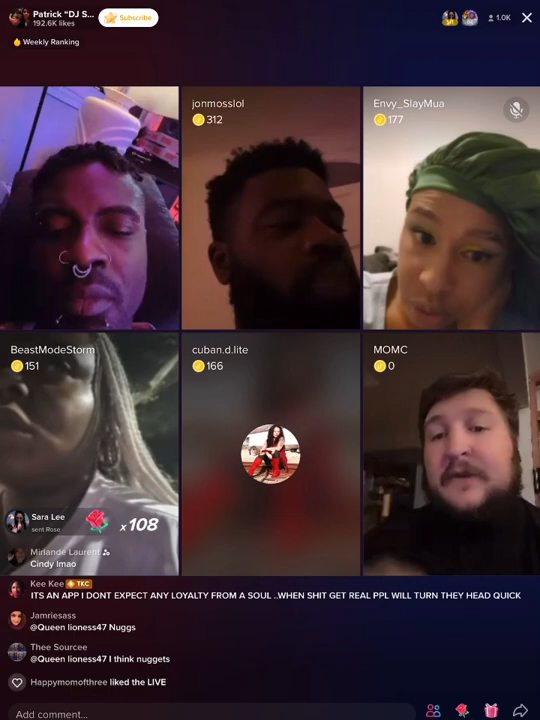 Patrick "DJ S...
192.6K likes
Subscribe
1.0K
Weekly Ranking
jonmosslol
312
Envy_SlayMua
177
BeastModeStorm
151
cuban.d.lite
166
MOMC
0
Sara Lee
sent Rose
x108
Mirlande Laurent
Cindy lmao
Kee Kee TKC
ITS AN APP I DONT EXPECT ANY LOYALTY FROM A SOUL ..WHEN SHIT GET REAL PPL WILL TURN THEY HEAD QUICK
Jamriesass
@Queen lioness47 Nuggs
Thee Sourcee
@Queen lioness47 I think nuggets
Happymomofthree liked the LIVE
Add comment...